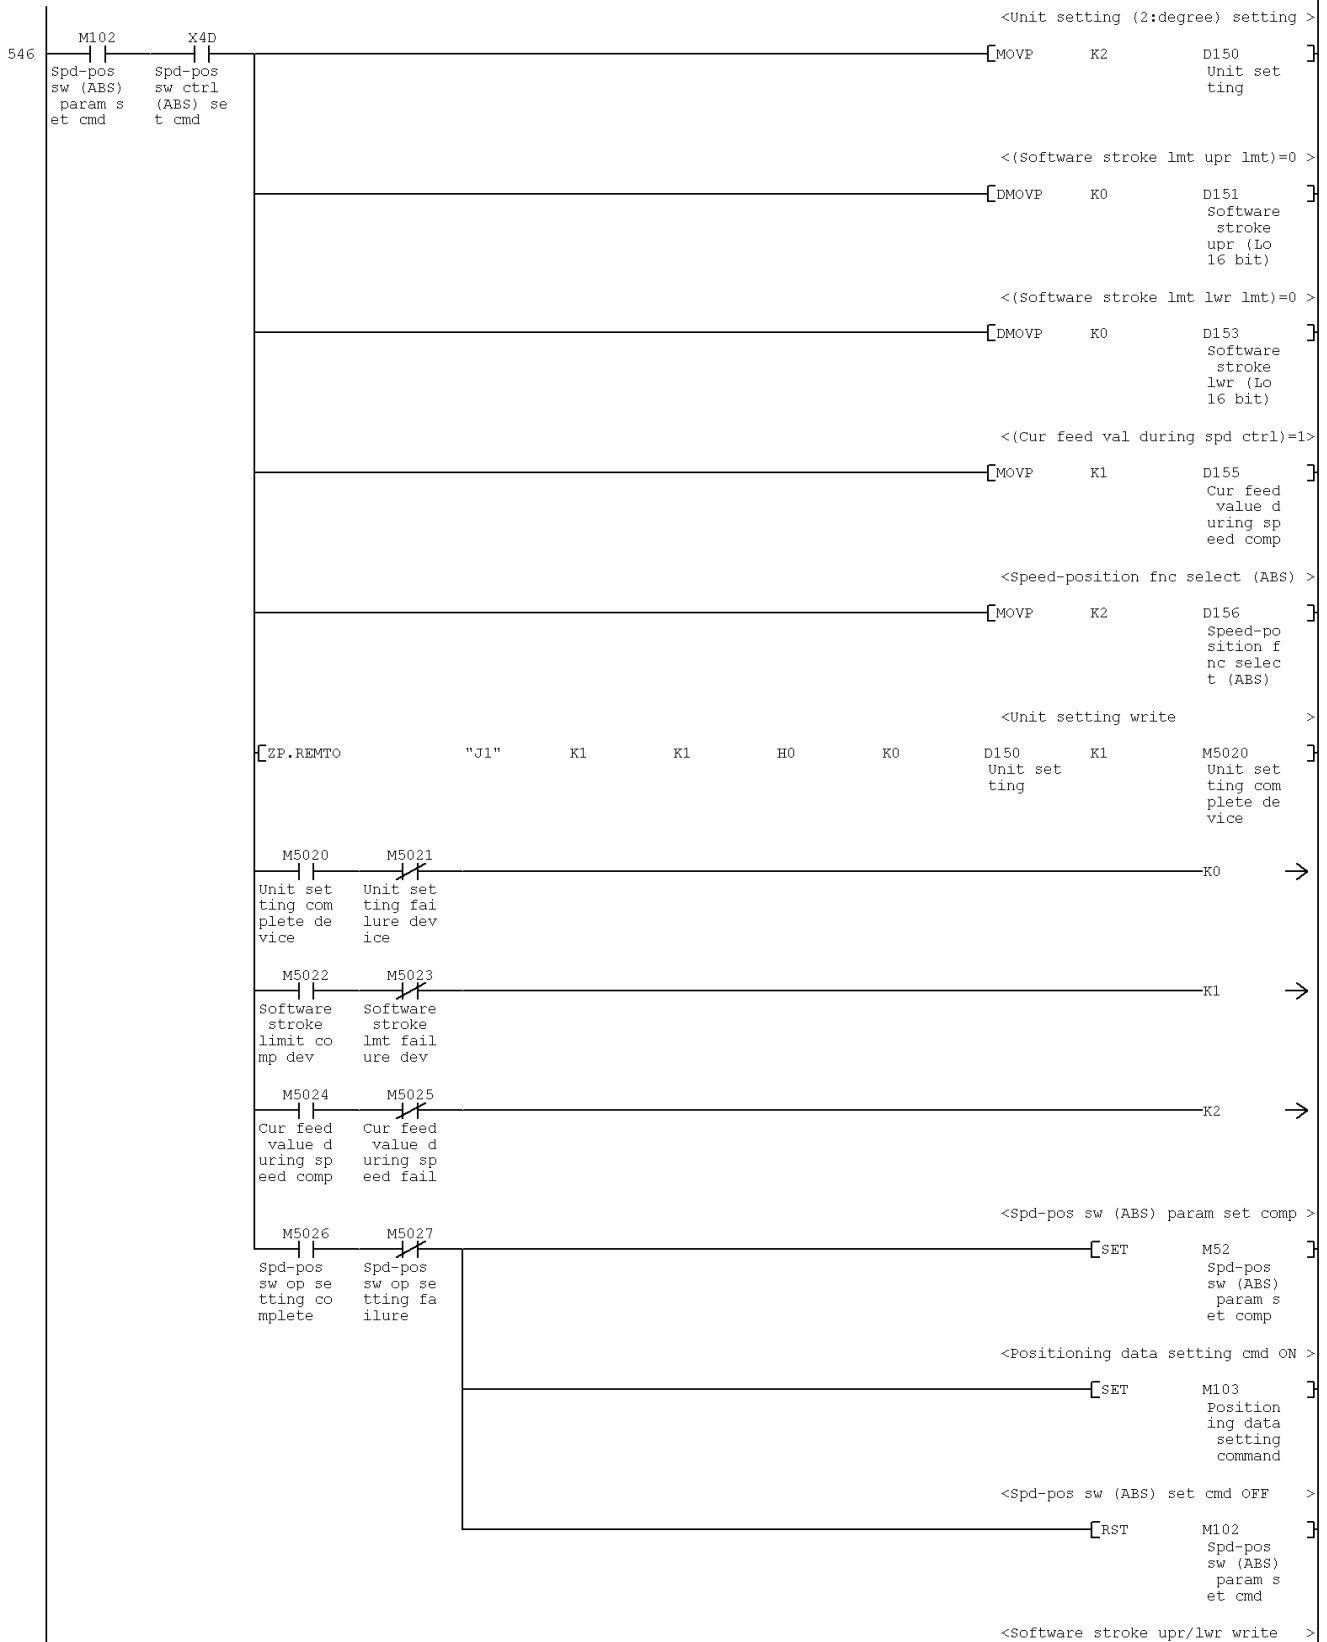 <Unit setting (2:degree) setting >
546 M102 X4D MOVP K2 D150
Spd-pos Spd-pos Unit set
sw (ABS) sw ctrl ting
param s (ABS) se
et cmd t cmd
<(Software stroke lmt upr lmt)=0 >
DMOVP K0 D151
Software
stroke
upr (Lo
16 bit)
<(Software stroke lmt lwr lmt)=0 >
DMOVP K0 D153
Software
stroke
lwr (Lo
16 bit)
<(Cur feed val during spd ctrl)=1>
MOVP K1 D155
Cur feed
value d
uring sp
eed comp
<Speed-position fnc select (ABS) >
MOVP K2 D156
Speed-po
sition f
nc selec
t (ABS)
<Unit setting write >
ZP.REMTO "J1" K1 K1 H0 K0 D150 K1 M5020
Unit set Unit set
ting ting com
plete de
vice
M5020 M5021
K0
Unit set Unit set
ting com ting fai
plete de lure dev
vice ice
M5022 M5023
K1
Software Software
stroke stroke
limit co lmt fail
mp dev ure dev
M5024 M5025
K2
Cur feed Cur feed
value d value d
uring sp uring sp
eed comp eed fail
<Spd-pos sw (ABS) param set comp >
M5026 M5027
SET M52
Spd-pos Spd-pos Spd-pos
sw op se sw op se sw (ABS)
tting co tting fa param s
mplete ilure et comp
<Positioning data setting cmd ON >
SET M103
Position
ing data
setting
command
<Spd-pos sw (ABS) set cmd OFF >
RST M102
Spd-pos
sw (ABS)
param s
et cmd
<Software stroke upr/lwr write >